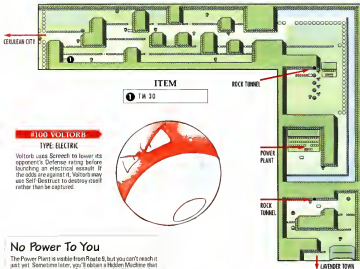 CERULEAN CITY
1
ITEM
1 TM 30
ROCK TUNNEL
#100 VOLTORB
TYPE: ELECTRIC
Voltorb uses Screech to lower its
opponent's Defense rating before
launching an electrical assault. If
the odds are against it, Voltorb may
use Self-Destruct to destroy itself
rather than be captured.
POWER
PLANT
ROCK
TUNNEL
No Power To You
The Power Plant is visible from Route 9, but you can't reach it
just yet. Sometime later, you'll obtain a Hidden Machine that
LAVENDER TOWN